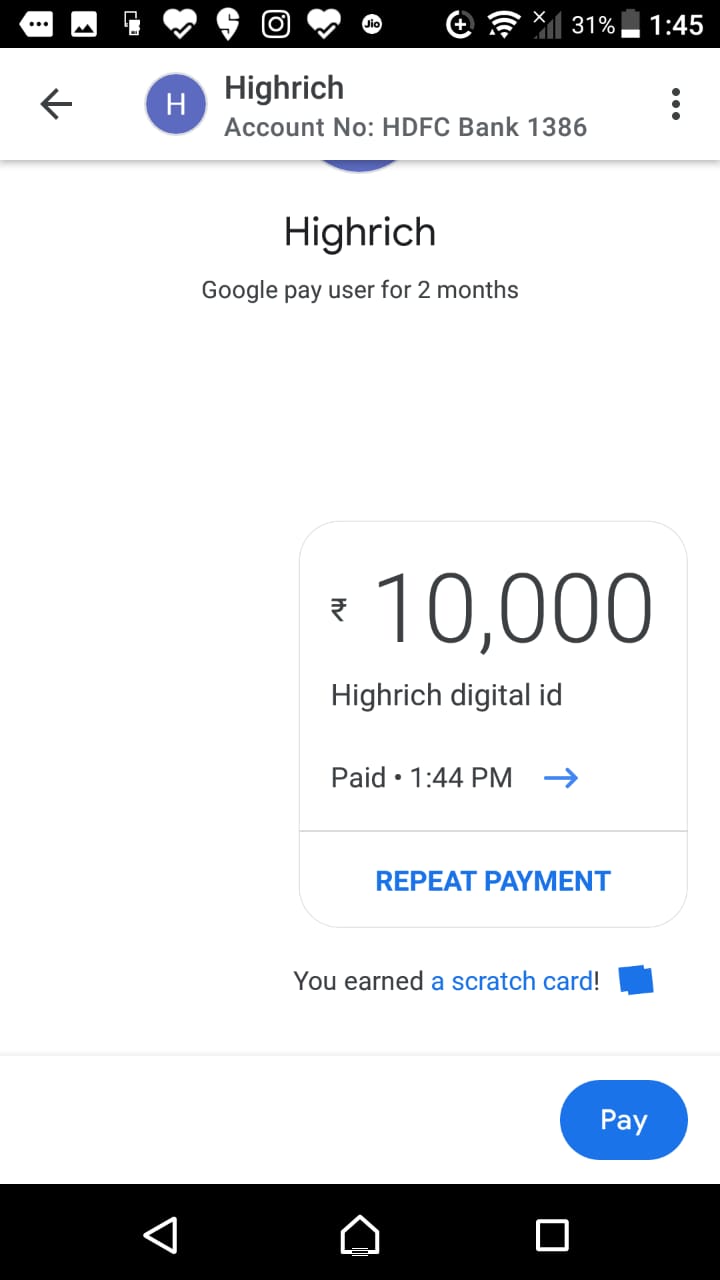 Jio
31%
1:45
H
Highrich
Account No: HDFC Bank 1386
Highrich
Google pay user for 2 months
₹ 10,000
Highrich digital id
Paid • 1:44 PM
REPEAT PAYMENT
You earned a scratch card!
Pay